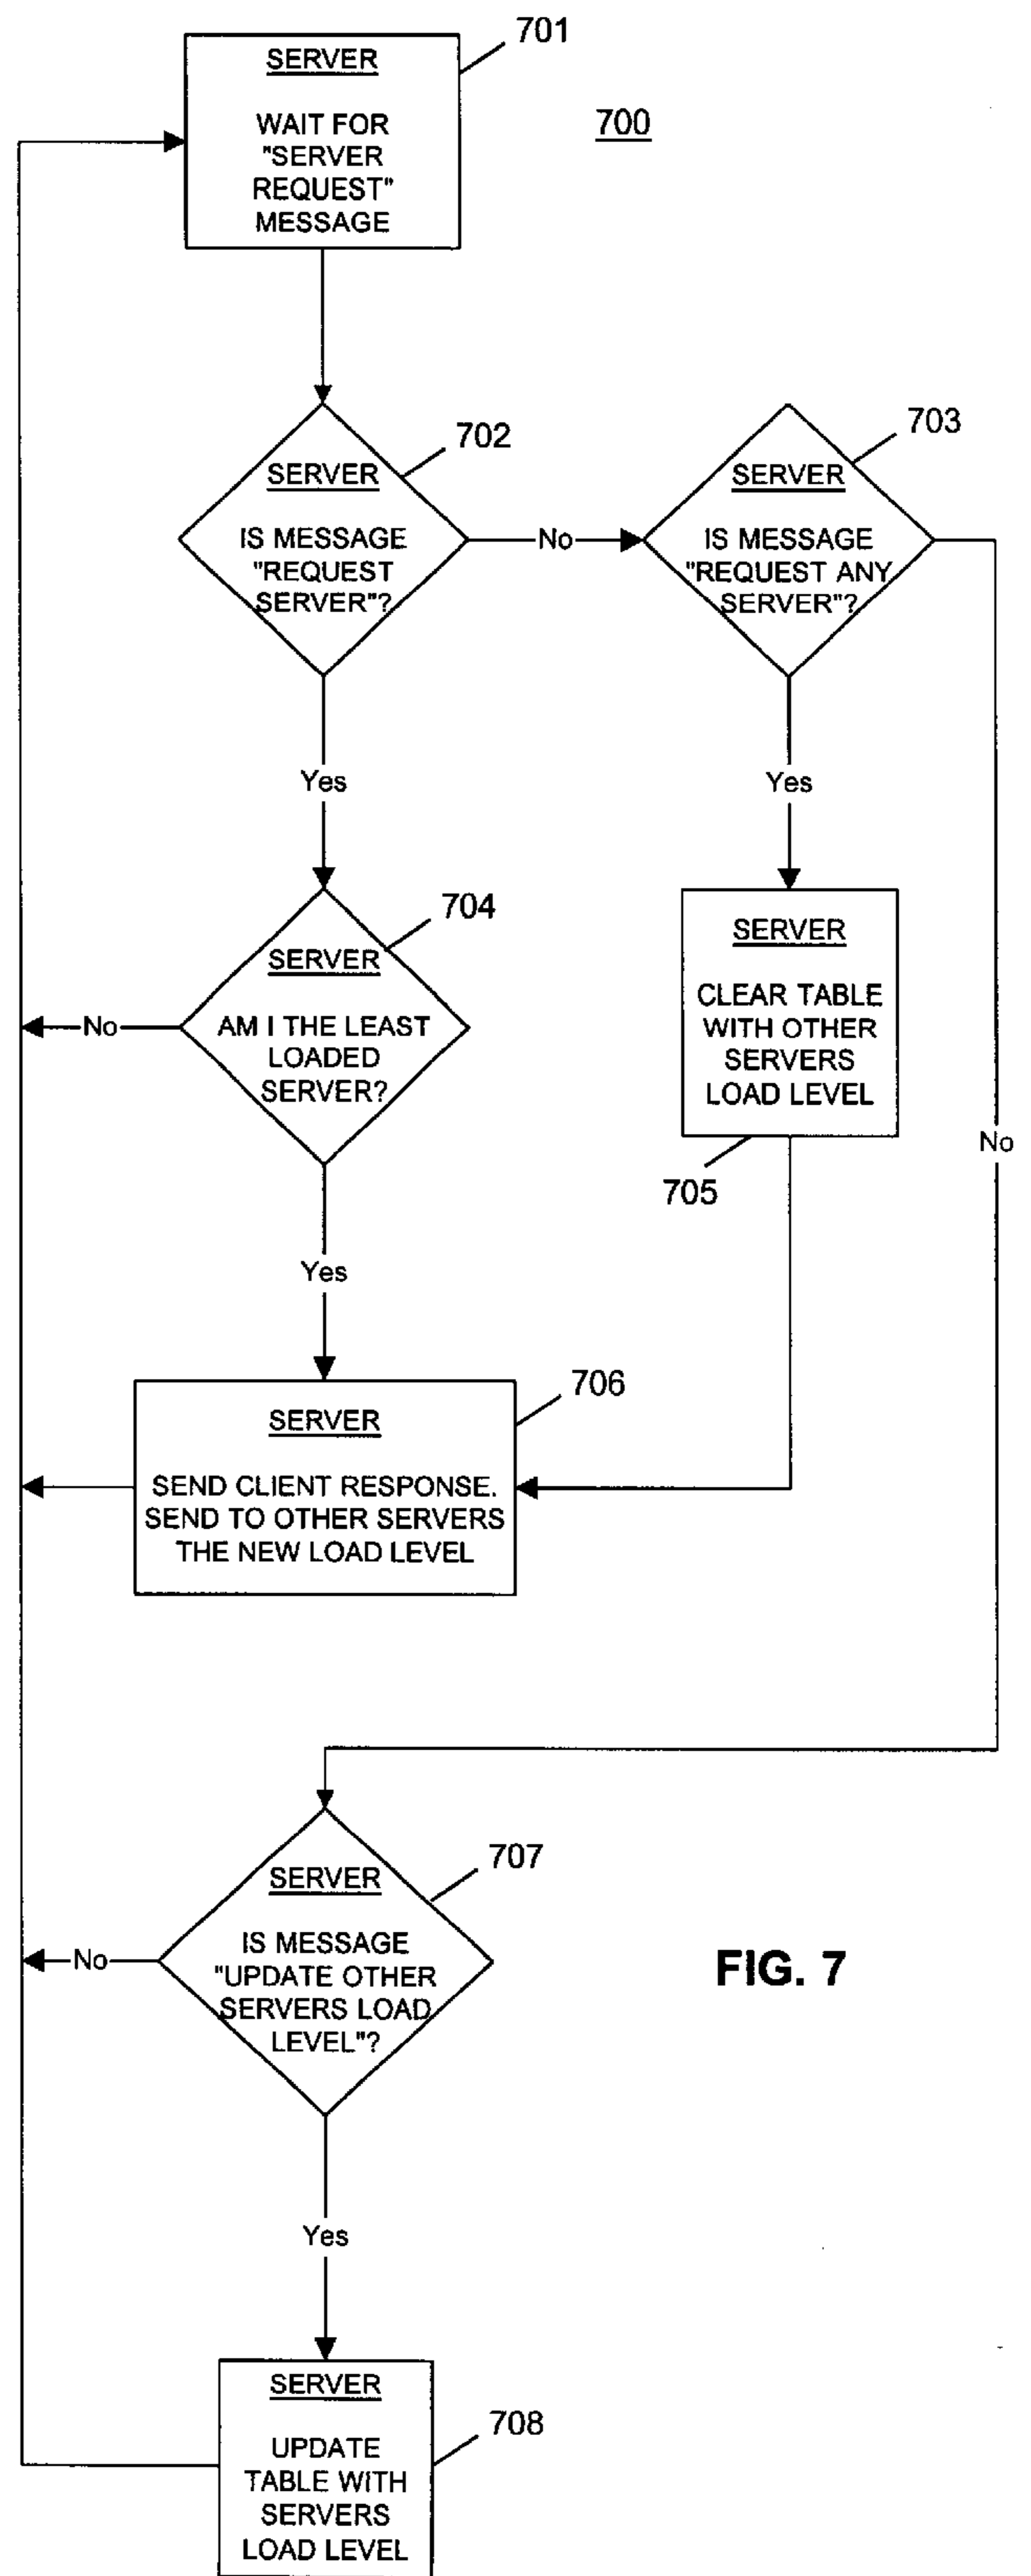 701
SERVER
WAIT FOR
"SERVER
REQUEST"
MESSAGE
700
702
SERVER
IS MESSAGE
"REQUEST
SERVER"?
No
703
SERVER
IS MESSAGE
"REQUEST ANY
SERVER"?
Yes
Yes
704
SERVER
AM I THE LEAST
LOADED
SERVER?
No
SERVER
CLEAR TABLE
WITH OTHER
SERVERS
LOAD LEVEL
705
No
Yes
706
SERVER
SEND CLIENT RESPONSE.
SEND TO OTHER SERVERS
THE NEW LOAD LEVEL
707
SERVER
IS MESSAGE
"UPDATE OTHER
SERVERS LOAD
LEVEL"?
No
FIG. 7
Yes
708
SERVER
UPDATE
TABLE WITH
SERVERS
LOAD LEVEL